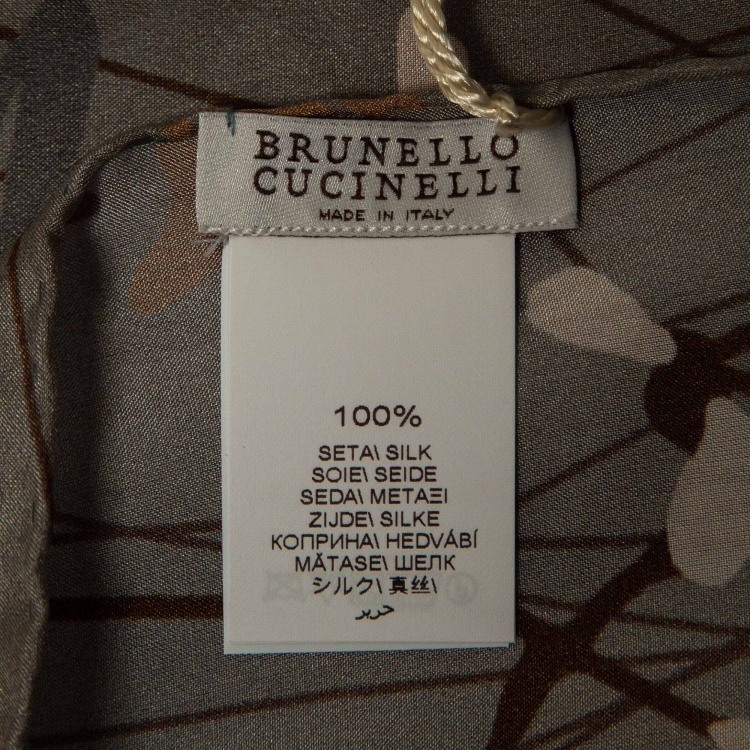 BRUNELLO
CUCINELLI
MADE IN ITALY
100%
SETA\ SILK
SOIE\ SEIDE
SEDA\ ΜΕΤΑΞΙ
ZIJDE\ SILKE
КОПРИНА\ HEDVÁBÍ
MĂTASE\ ШЕЛК
シルク\ 真丝\
حرير